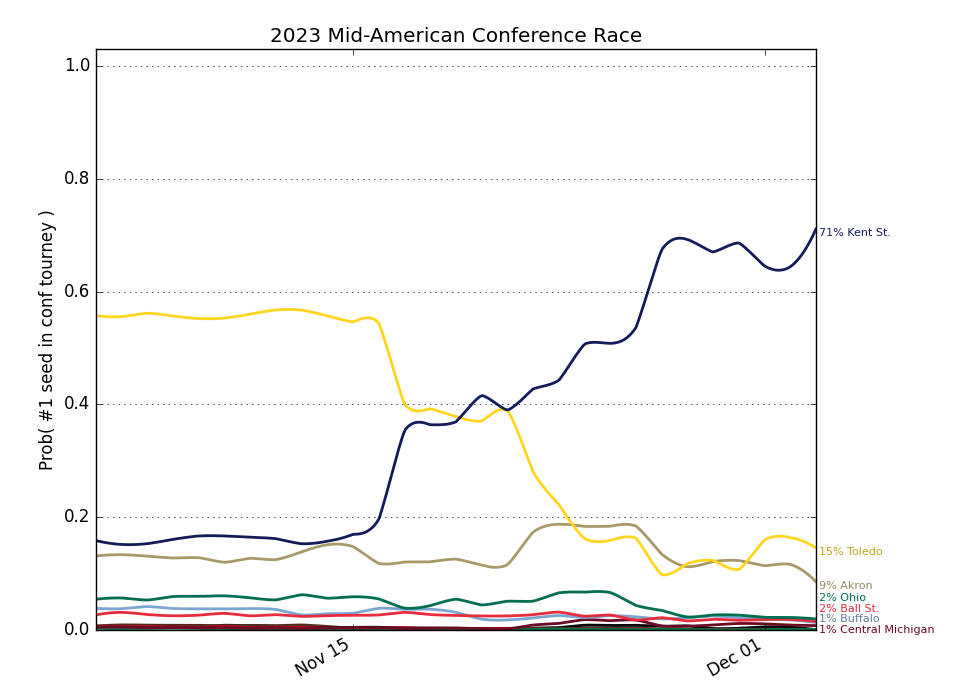 2023 Mid-American Conference Race
Prob( #1 seed in conf tourney )
1.0
0.8
0.6
0.4
0.2
0.0
Nov 15
Dec 01
71% Kent St.
15% Toledo
9% Akron
2% Ohio
2% Ball St.
1% Buffalo
1% Central Michigan